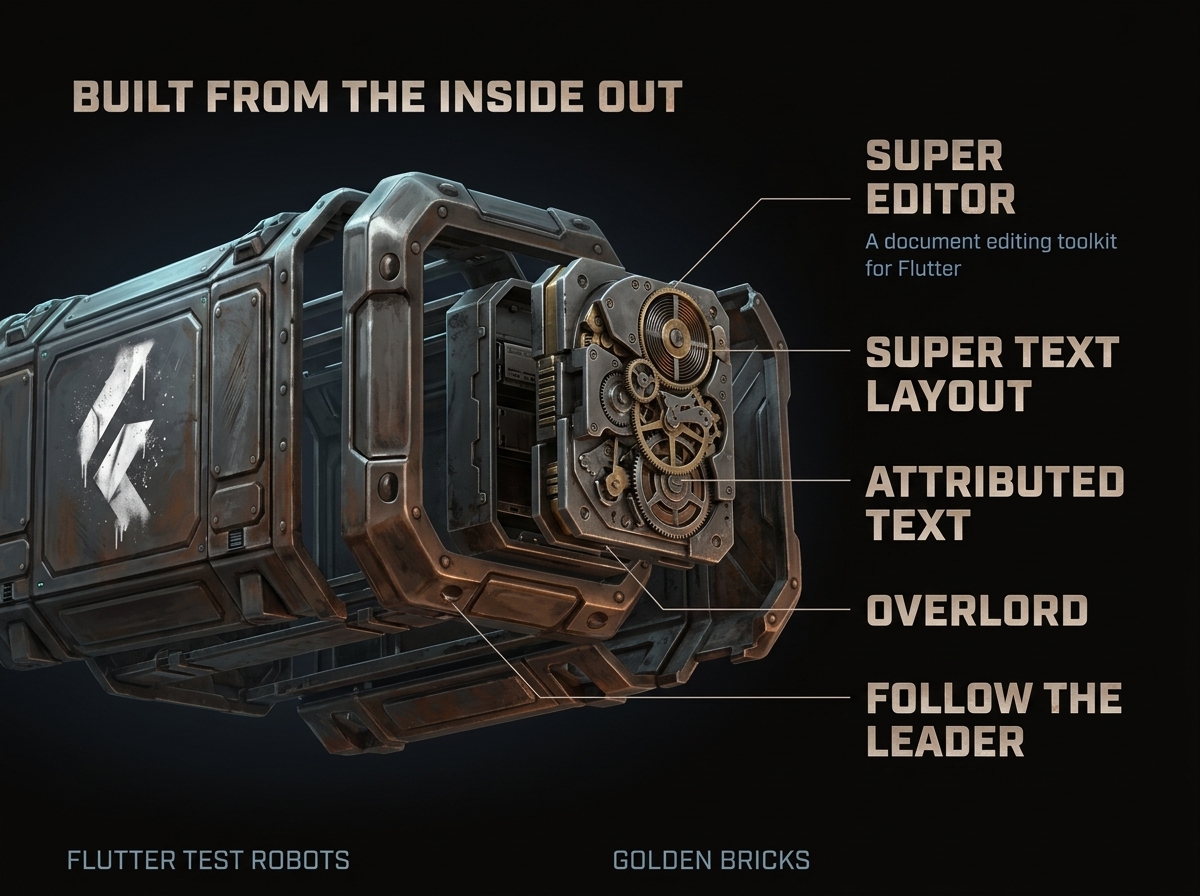 BUILT FROM THE INSIDE OUT
SUPER
EDITOR
A document editing toolkit
for Flutter
SUPER TEXT
LAYOUT
ATTRIBUTED
TEXT
OVERLORD
FOLLOW THE
LEADER
FLUTTER TEST ROBOTS
GOLDEN BRICKS